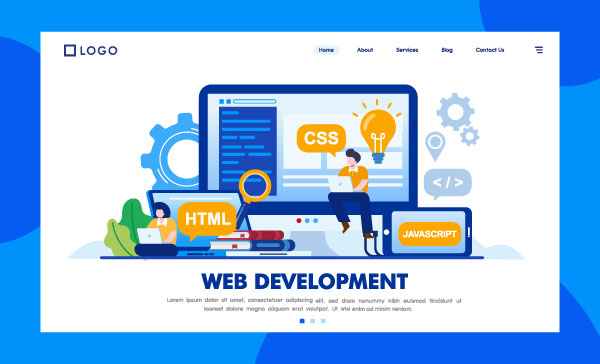 LOGO
Home About Services Blog Contact Us
CSS
</>
HTML
JAVASCRIPT
WEB DEVELOPMENT
Lorem ipsum dolor sit amet, consectetuer adipiscing elit, sed diam nonummy nibh euismod tincidunt ut
laoreet dolore magna aliquam erat volutpat. Ut wisi enim ad minim veniam.